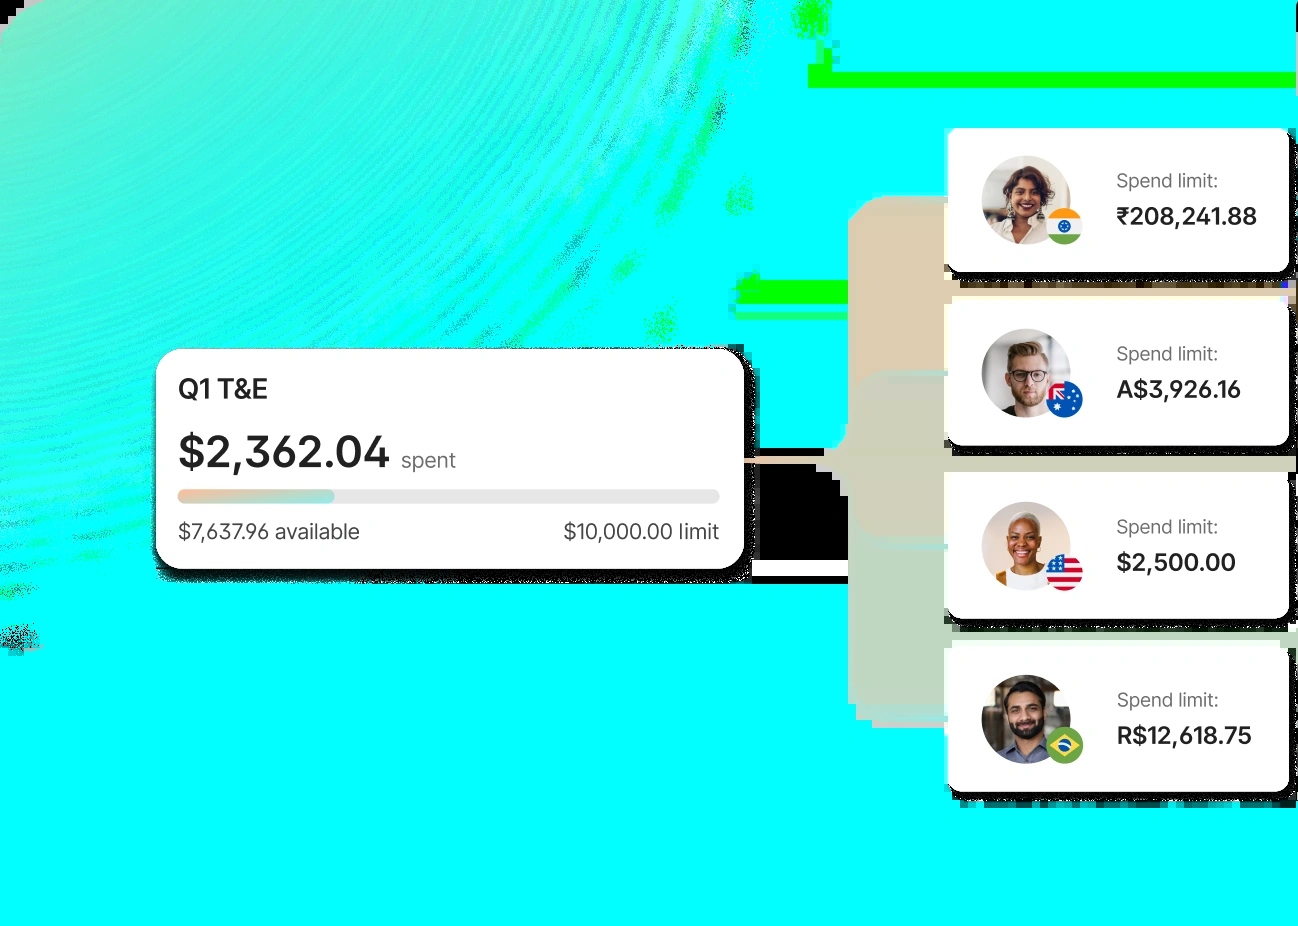 Q1 T&E
$2,362.04 spent
$7,637.96 available
$10,000.00 limit
Spend limit:
₹208,241.88
Spend limit:
A$3,926.16
Spend limit:
$2,500.00
Spend limit:
R$12,618.75